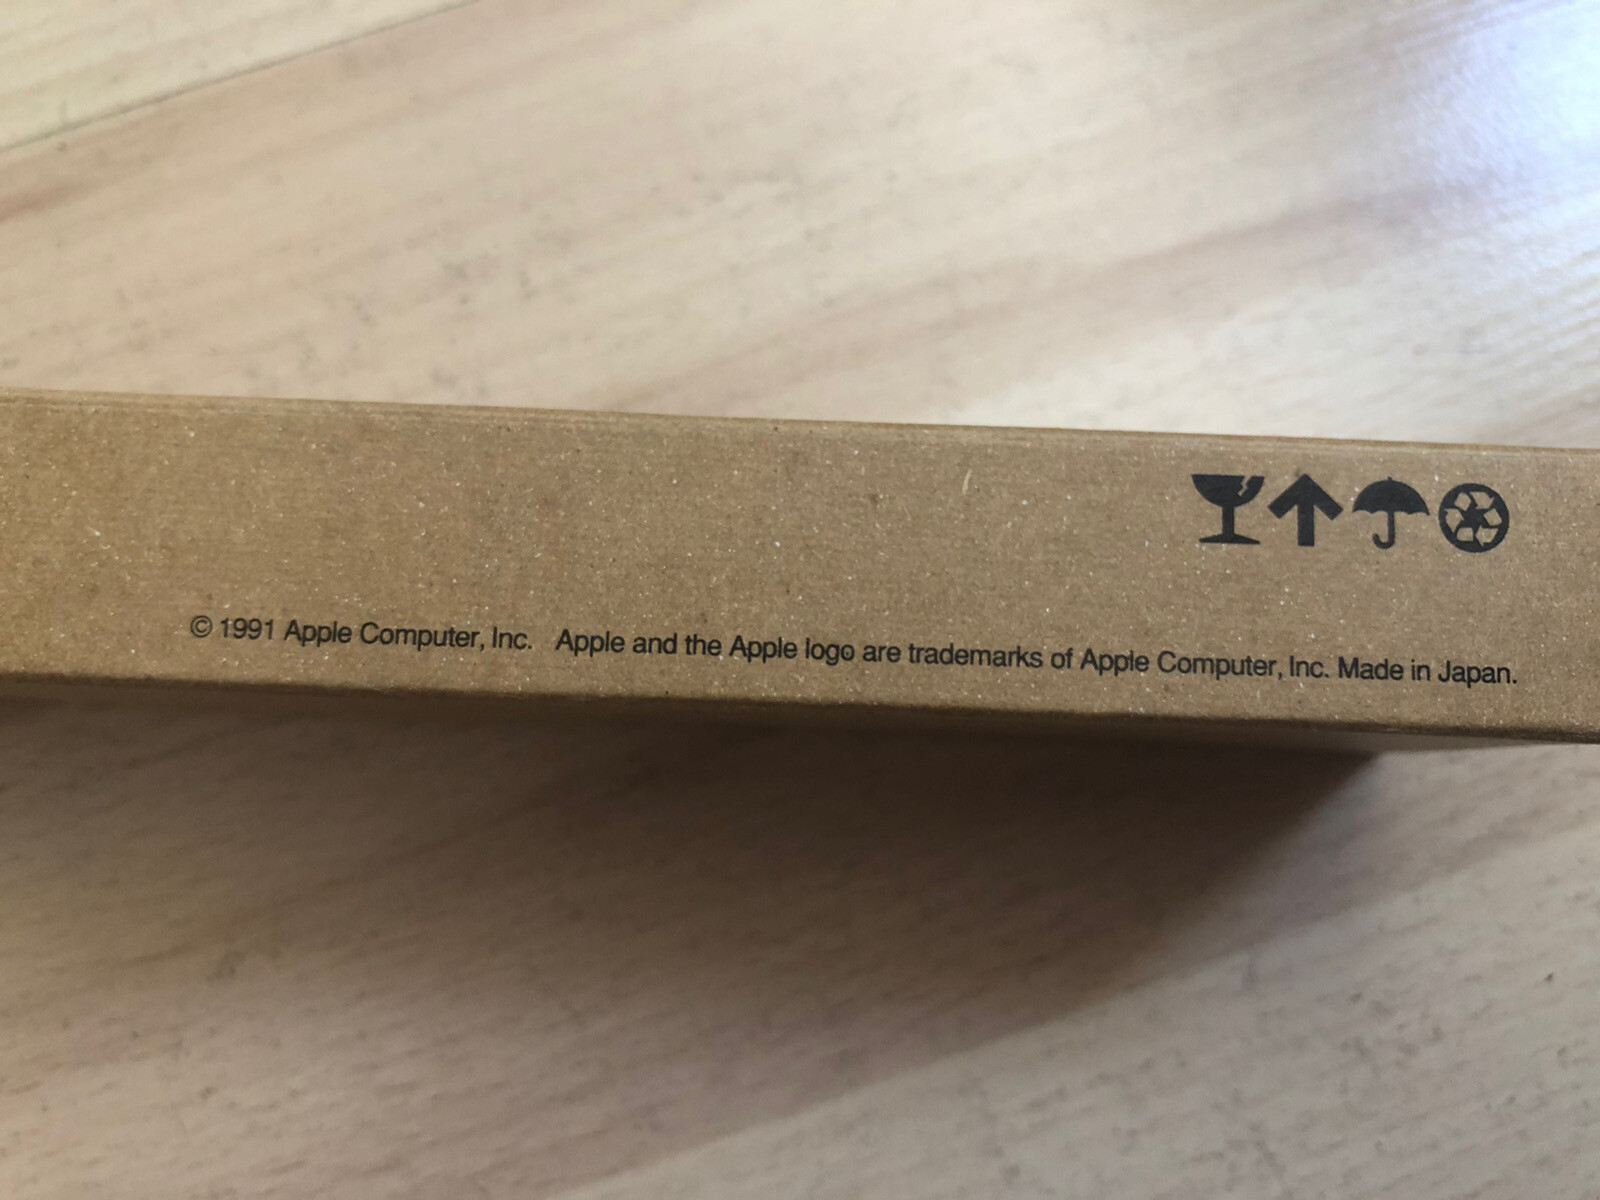 © 1991 Apple Computer, Inc. Apple and the Apple logo are trademarks of Apple Computer, Inc. Made in Japan.